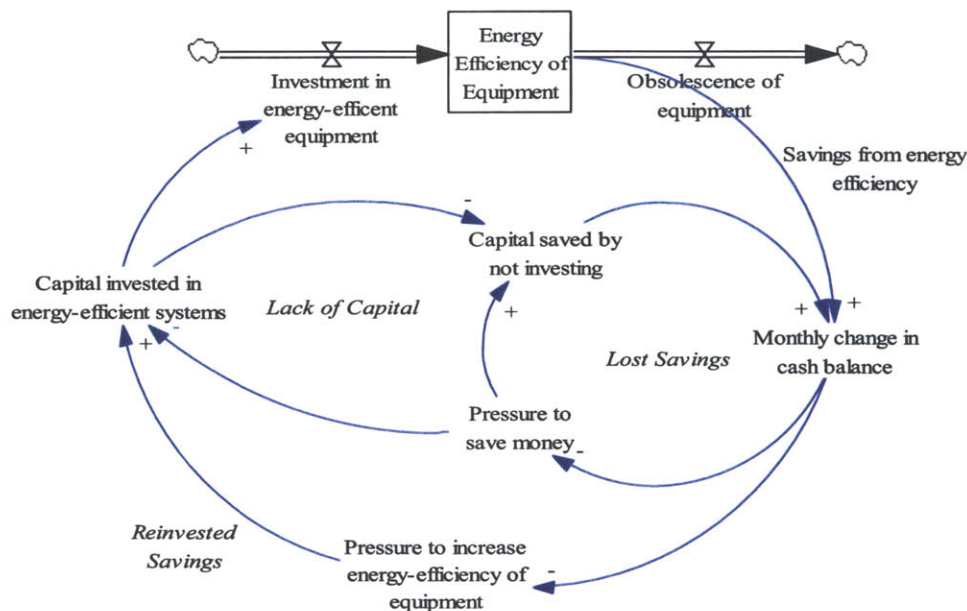 Energy
Efficiency of
Equipment
Investment in
energy-efficent
equipment
+
Obsolescence of
equipment
Savings from energy
efficiency
-
Capital saved by
not investing
+
Capital invested in
energy-efficient systems
-
+
Lack of Capital
+
+
Monthly change in
cash balance
Lost Savings
Pressure to
save money
-
Reinvested
Savings
Pressure to increase
energy-efficiency of
equipment
-